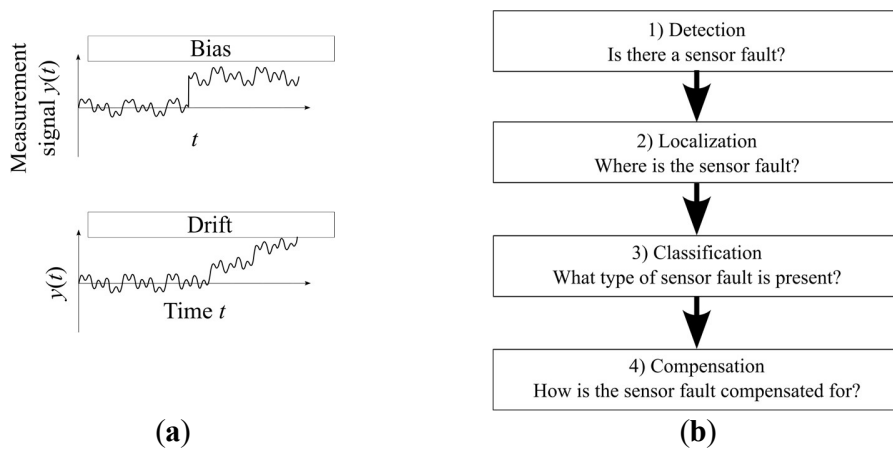 Bias
Measurement
signal y(t)
t
Drift
y(t)
Time t
(a)
1) Detection
Is there a sensor fault?
2) Localization
Where is the sensor fault?
3) Classification
What type of sensor fault is present?
4) Compensation
How is the sensor fault compensated for?
(b)